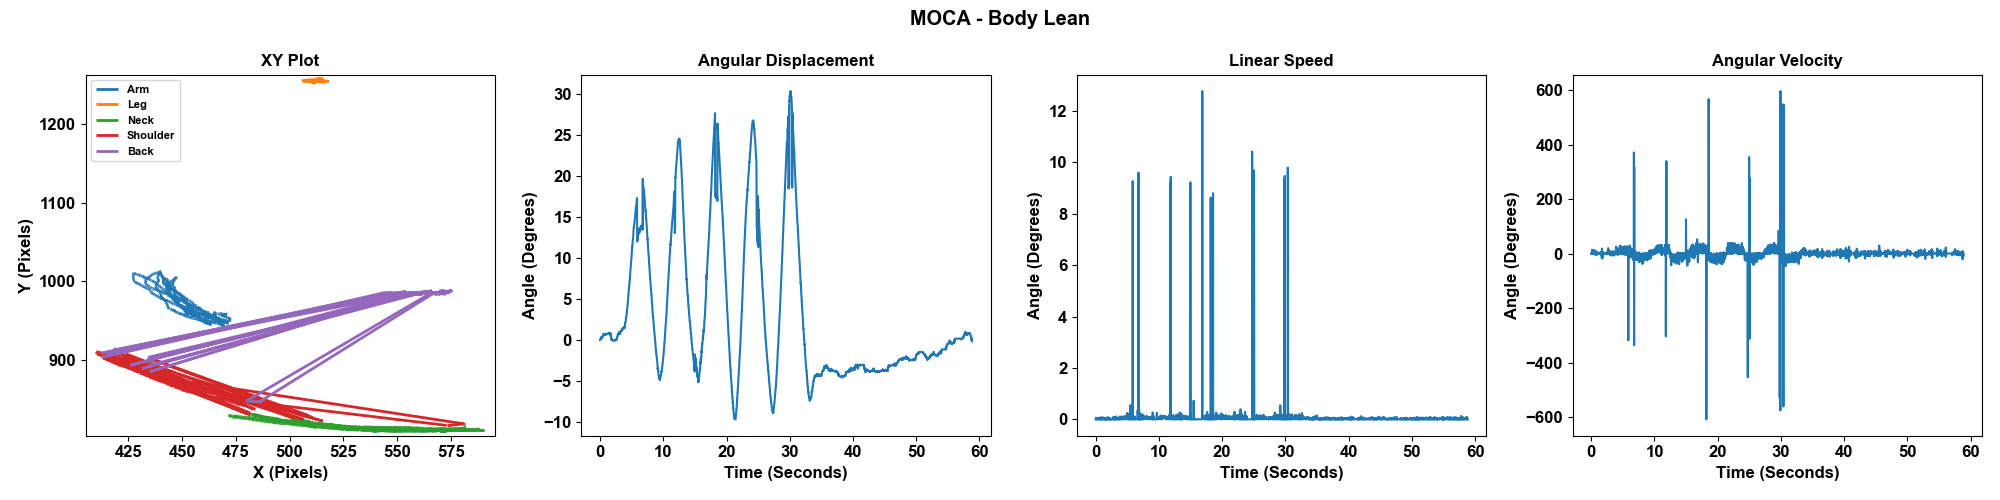 MOCA - Body Lean
XY Plot
Y (Pixels)
1200
1100
1000
900
Arm
Leg
Neck
Shoulder
Back
425 450 475 500 525 550 575
X (Pixels)
Angular Displacement
Angle (Degrees)
30
25
20
15
10
5
0
−5
−10
0 10 20 30 40 50 60
Time (Seconds)
Linear Speed
Angle (Degrees)
12
10
8
6
4
2
0
0 10 20 30 40 50 60
Time (Seconds)
Angular Velocity
Angle (Degrees)
600
400
200
0
−200
−400
−600
0 10 20 30 40 50 60
Time (Seconds)